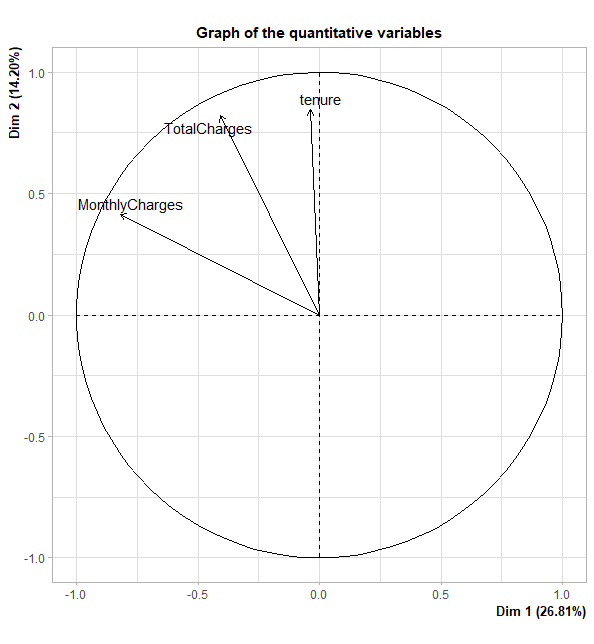 Graph of the quantitative variables
Dim 2 (14.20%)
1.0
0.5
0.0
-0.5
-1.0
tenure
TotalCharges
MonthlyCharges
-1.0 -0.5 0.0 0.5 1.0
Dim 1 (26.81%)